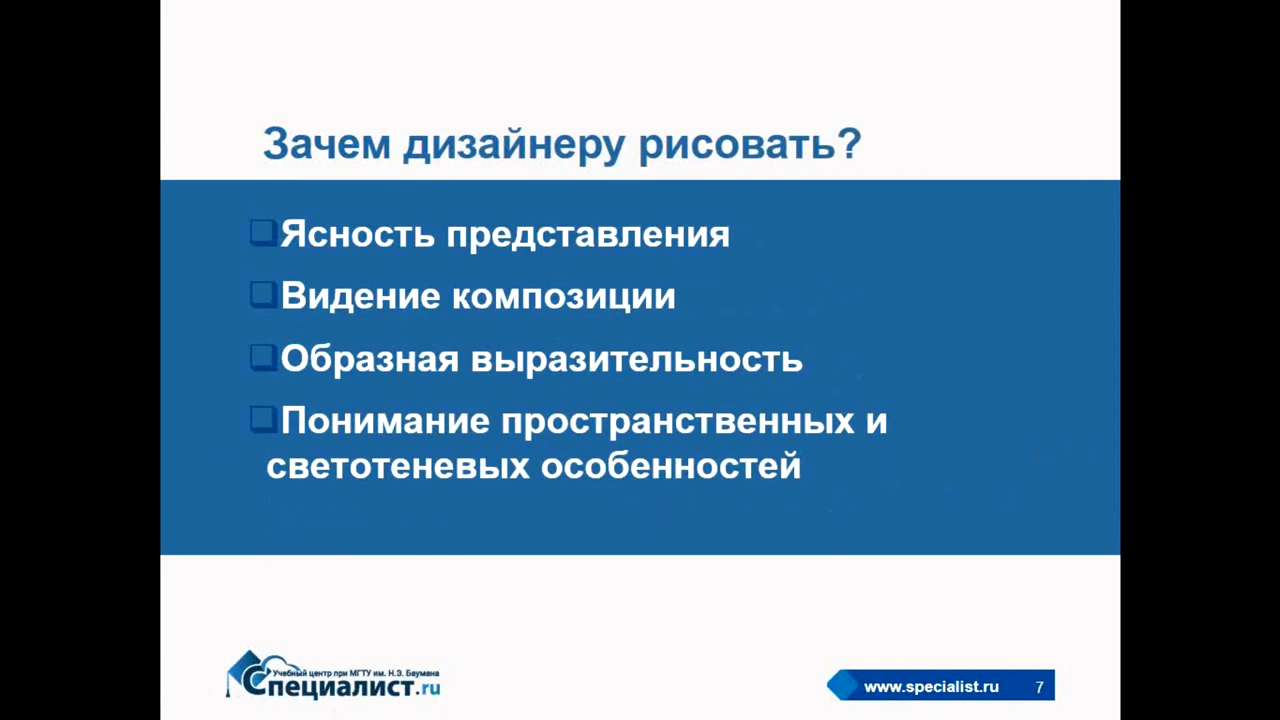 Зачем дизайнеру рисовать?
Ясность представления
Видение композиции
Образная выразительность
Понимание пространственных и
светотеневых особенностей
Учебный центр при МГТУ им. Н.Э. Баумана
Специалист.ru
www.specialist.ru 7